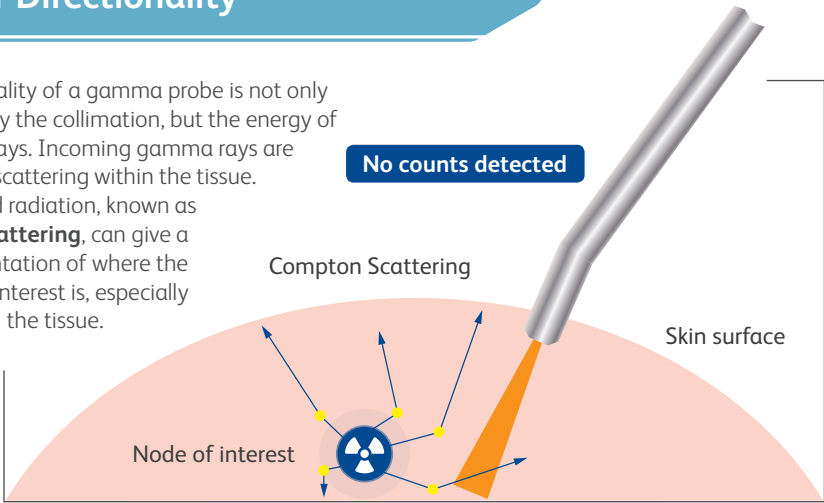 Directionality
ality of a gamma probe is not only
y the collimation, but the energy of
ays. Incoming gamma rays are
scattering within the tissue.
d radiation, known as
attering, can give a
ntation of where the
nterest is, especially
the tissue.
No counts detected
Compton Scattering
Skin surface
Node of interest